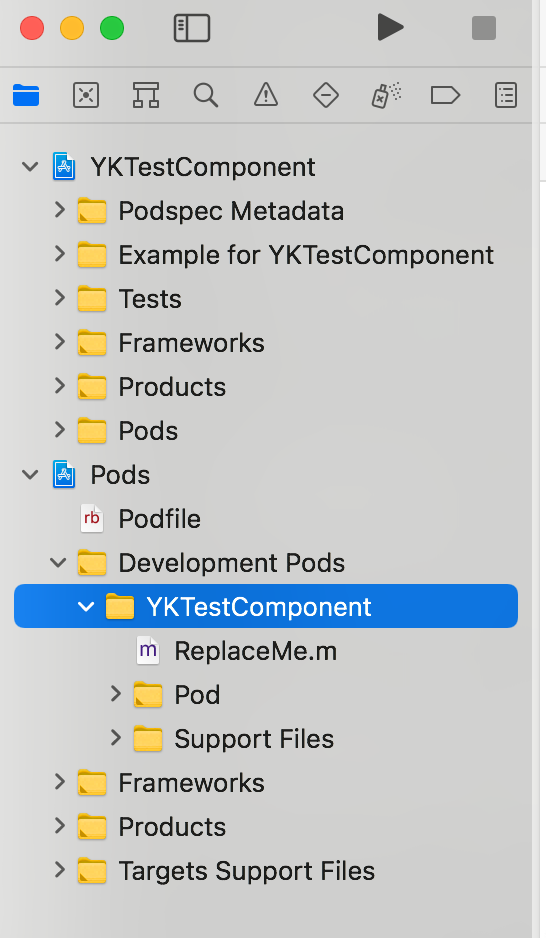 YKTestComponent
Podspec Metadata
Example for YKTestComponent
Tests
Frameworks
Products
Pods
Pods
rb Podfile
Development Pods
YKTestComponent
m ReplaceMe.m
Pod
Support Files
Frameworks
Products
Targets Support Files